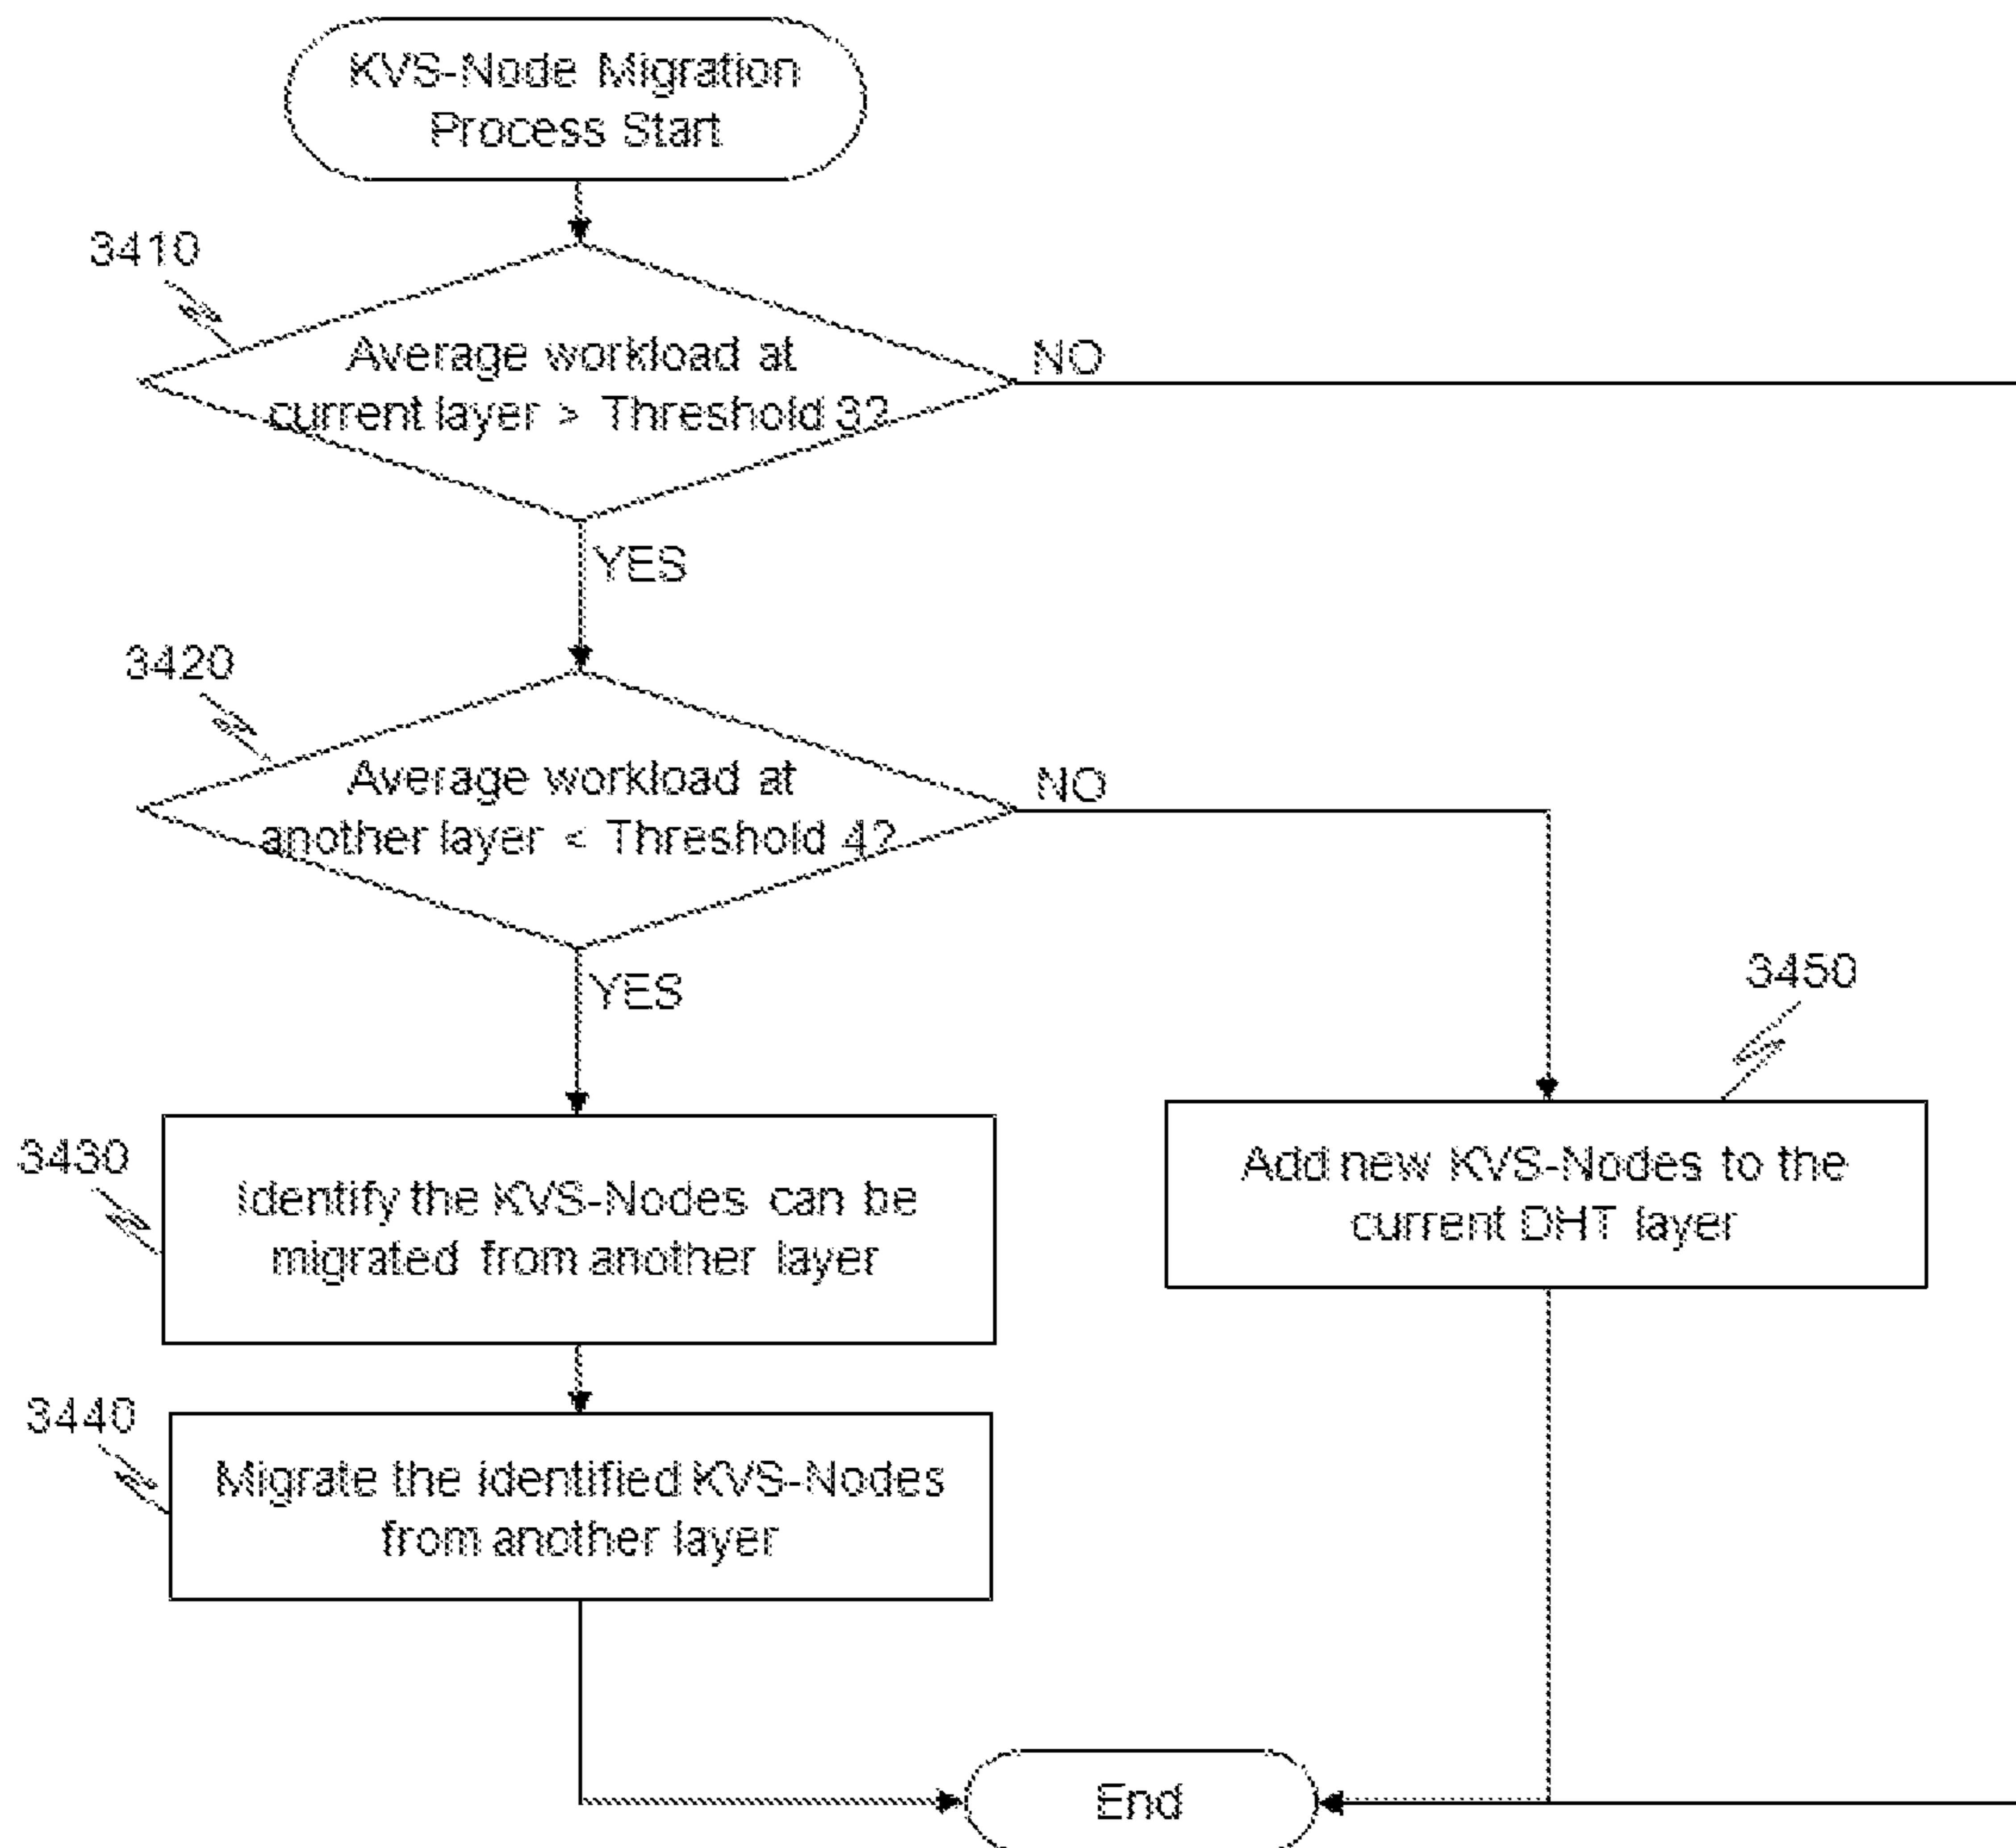 KVS-Node Migration
Process Start
3410
Average workload at
current layer > Threshold 3?
NO
YES
3420
Average workload at
another layer < Threshold 4?
NO
YES
3450
3430
Identify the KVS-Nodes can be
migrated from another layer
Add new KVS-Nodes to the
current DHT layer
3440
Migrate the identified KVS-Nodes
from another layer
End